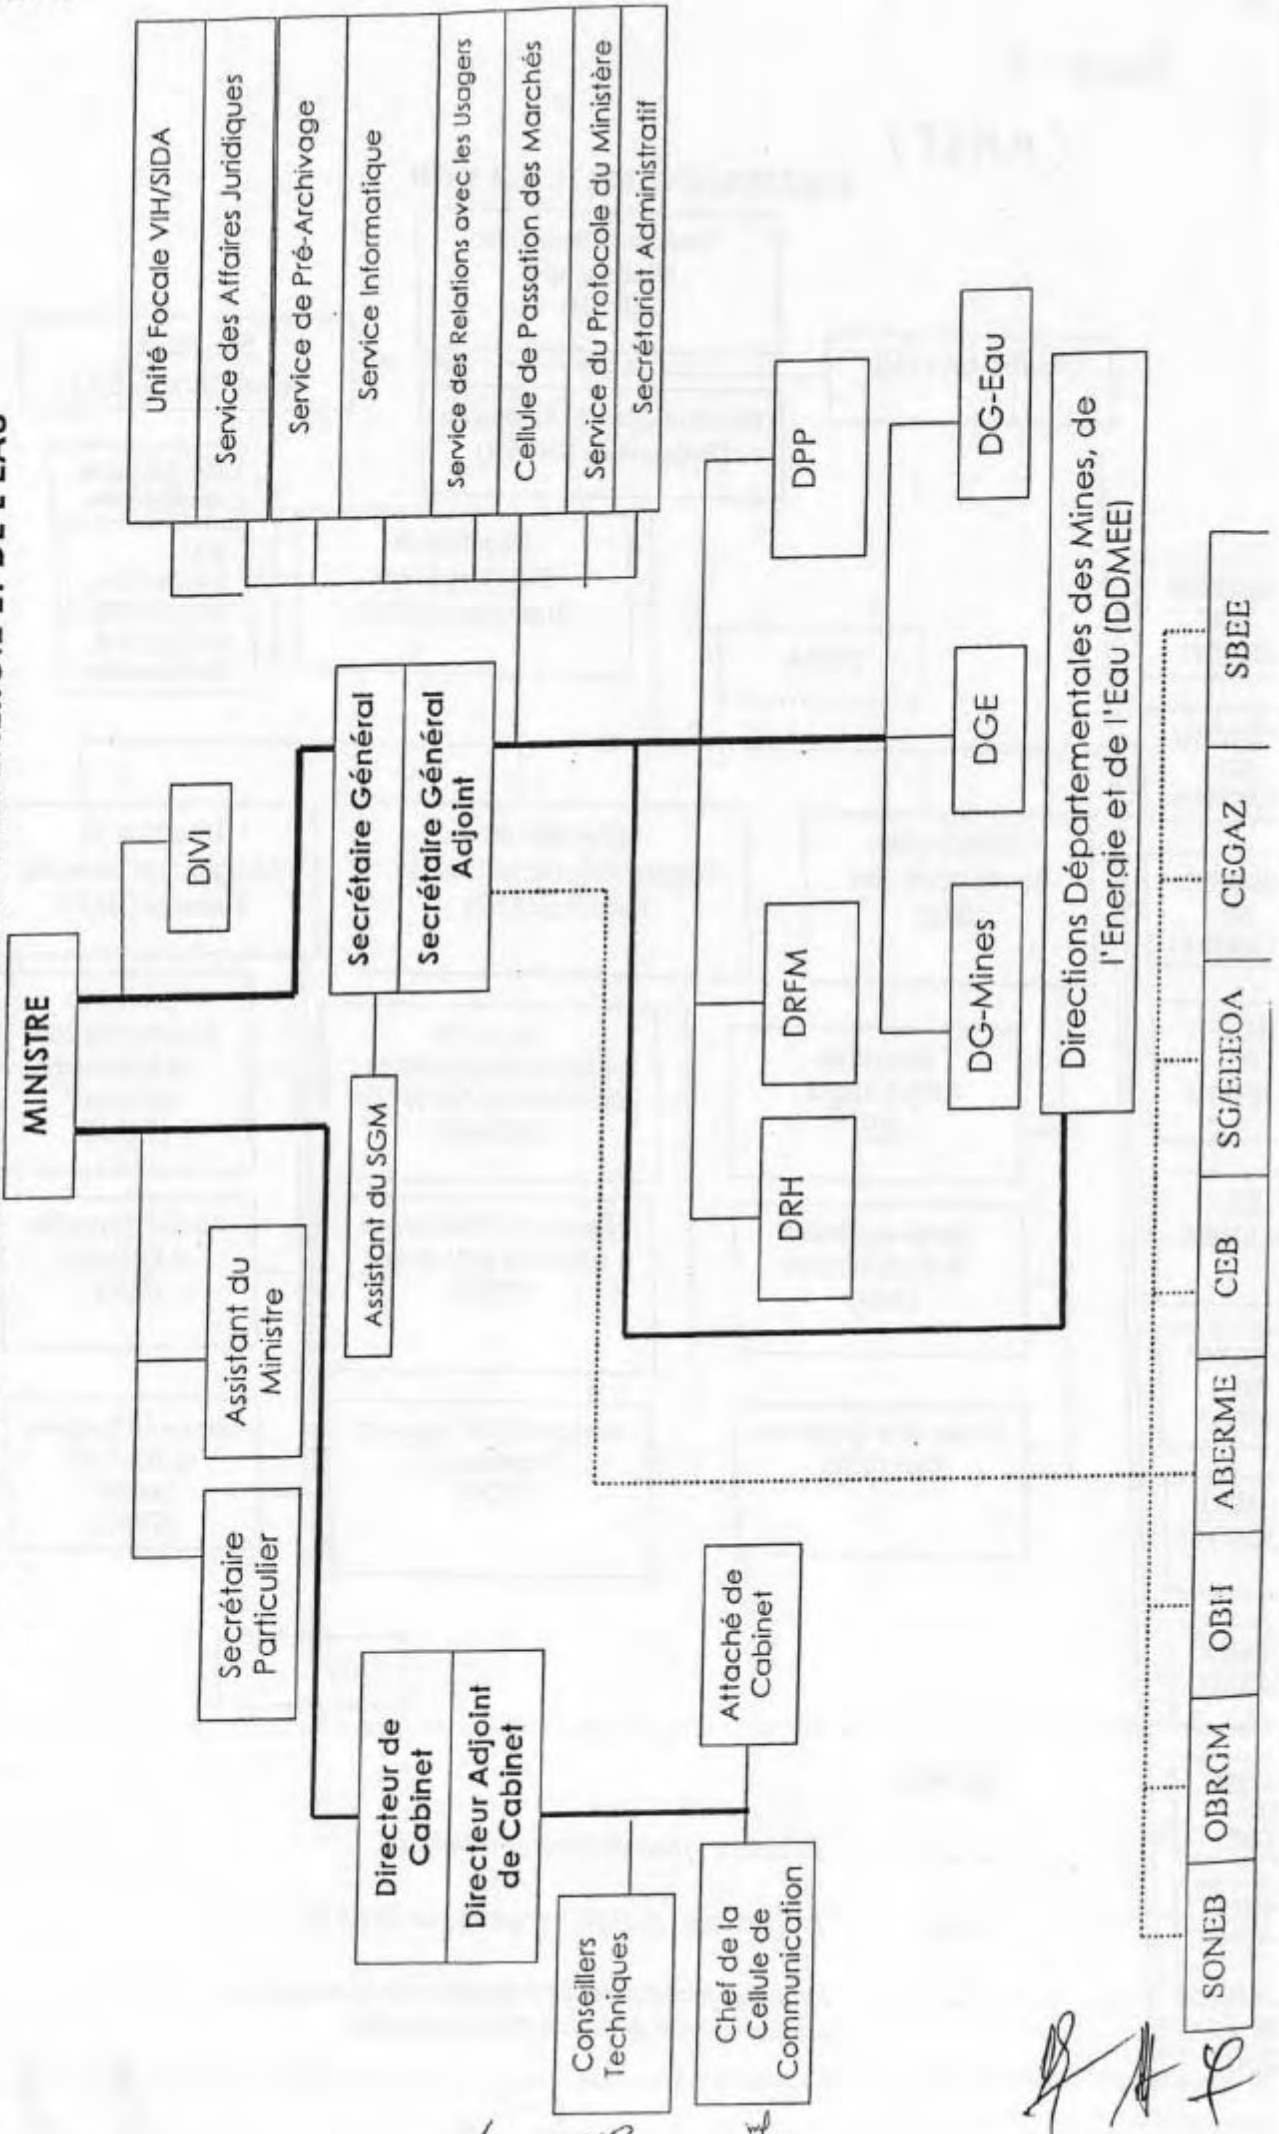 MINISTRE
DIVI
Secrétaire
Particulier
Assistant du
Ministre
Secrétaire Général
Secrétaire Général
Adjoint
Assistant du SGM
Directeur de
Cabinet
Directeur Adjoint
de Cabinet
Conseillers
Techniques
Attaché de
Cabinet
Chef de la
Cellule de
Communication
Unité Focale VIH/SIDA
Service des Affaires Juridiques
Service de Pré-Archivage
Service Informatique
Service des Relations avec les Usagers
Cellule de Passation des Marchés
Service du Protocole du Ministère
Secrétariat Administratif
DRH
DRFM
DPP
DG-Mines
DGE
DG-Eau
Directions Départementales des Mines, de
l'Energie et de l'Eau (DDMEE)
SONEB
OBRGM
OBH
ABERME
CEB
SG/EEEOA
CEGAZ
SBEE